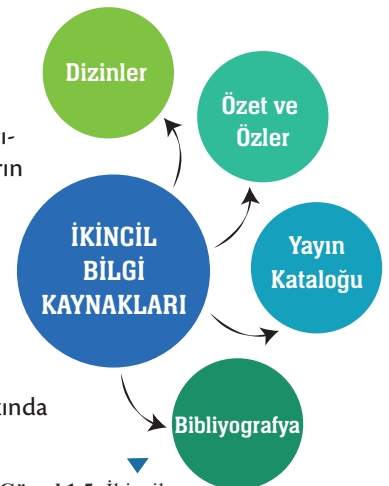 Dizinler
Özet ve
Özler
İKİNCİL
BİLGİ
KAYNAKLARI
Yayın
Kataloğu
Bibliyografya